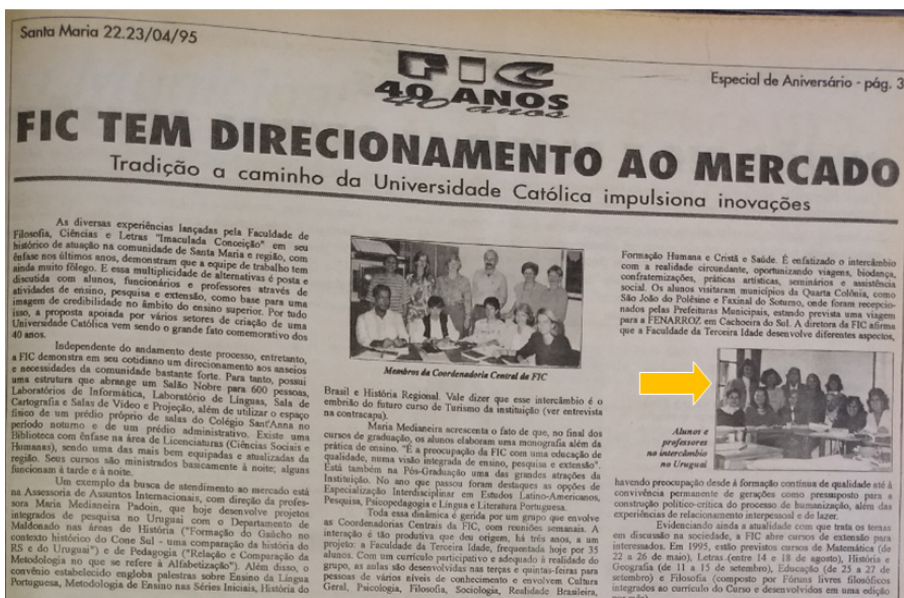 Santa Maria 22.23/04/95
FIC
40 ANOS
40 anos
Especial de Aniversário - pág. 3
FIC TEM DIRECIONAMENTO AO MERCADO
Tradição a caminho da Universidade Católica impulsiona inovações
As diversas experiências lançadas pela Faculdade de
Filosofia, Ciências e Letras "Imaculada Conceição" em seu
histórico de atuação na comunidade de Santa Maria e região, com
ênfase nos últimos anos, demonstram que a equipe de trabalho tem
ainda muito fôlego. E essa multiplicidade de alternativas é posta e
discutida com alunos, funcionários e professores através de
atividades de ensino, pesquisa e extensão, como base para uma
imagem de credibilidade no âmbito do ensino superior. Por tudo
isso, a proposta apoiada por vários setores de criação de uma
Universidade Católica vem sendo o grande fato comemorativo dos
40 anos.
Independente do andamento deste processo, entretanto,
a FIC demonstra em seu cotidiano um direcionamento aos anseios
e necessidades da comunidade bastante forte. Para tanto, possui
uma estrutura que abrange um Salão Nobre para 600 pessoas,
Laboratórios de Informática, Laboratório de Línguas, Sala de
Cartografia e Salas de Vídeo e Projeção, além de utilizar o espaço
físico de um prédio próprio de salas do Colégio Sant'Anna no
período noturno e de um prédio administrativo. Existe uma
Biblioteca com ênfase na área de Licenciaturas (Ciências Sociais e
Humanas), sendo uma das mais bem equipadas e atualizadas da
região. Seus cursos são ministrados basicamente à noite; alguns
funcionam à tarde e à noite.
Um exemplo da busca de atendimento ao mercado está
na Assessoria de Assuntos Internacionais, com direção da profes-
sora Maria Medianeira Padoin, que hoje desenvolve projetos
integrados de pesquisa no Uruguai com o Departamento de
Maldonado nas áreas de História ("Formação do Gaúcho no
contexto histórico do Cone Sul - uma comparação da história do
RS e do Uruguai") e de Pedagogia ("Relação e Comparação da
Metodologia no que se refere à Alfabetização"). Além disso, o
convênio estabelecido engloba palestras sobre Ensino da Língua
Portuguesa, Metodologia de Ensino nas Séries Iniciais, História do
Membros da Coordenadoria Central da FIC
Brasil e História Regional. Vale dizer que esse intercâmbio é o
embrião do futuro curso de Turismo da instituição (ver entrevista
na contracapa).
Maria Medianeira acrescenta o fato de que, no final dos
cursos de graduação, os alunos elaboram uma monografia além da
prática de ensino. "É a preocupação da FIC com uma educação de
qualidade, numa visão integrada de ensino, pesquisa e extensão".
Está também na Pós-Graduação uma das grandes atrações da
Instituição. No ano que passou foram destaques as opções de
Especialização Interdisciplinar em Estudos Latino-Americanos,
Pesquisa, Psicopedagogia e Língua e Literatura Portuguesa.
Toda essa dinâmica é gerida por um grupo que envolve
as Coordenadorias Centrais da FIC, com reuniões semanais. A
interação é tão produtiva que deu origem, há três anos, a um
projeto: a Faculdade da Terceira Idade, frequentada hoje por 35
alunos. Com um currículo participativo e adequado à realidade do
grupo, as aulas são desenvolvidas nas terças e quintas-feiras para
pessoas de vários níveis de conhecimento e envolvem Cultura
Geral, Psicologia, Filosofia, Sociologia, Realidade Brasileira,
Formação Humana e Cristã e Saúde. É enfatizado o intercâmbio
com a realidade circundante, oportunizando viagens, biodança,
confraternizações, práticas artísticas, seminários e assistência
social. Os alunos visitaram municípios da Quarta Colônia, como
São João do Polêsine e Faxinal do Soturno, onde foram recepcio-
nados pelas Prefeituras Municipais, estando prevista uma viagem
para a FENARROZ em Cachoeira do Sul. A diretora da FIC afirma
que a Faculdade da Terceira Idade desenvolve diferentes aspectos,
Alunos e
professores
no intercâmbio
no Uruguai
havendo preocupação desde à formação contínua de qualidade até à
convivência permanente de gerações como pressuposto para a
construção político-crítica do processo de humanização, além das
experiências de relacionamento interpessoal e do lazer.
Evidenciando ainda a atualidade com que trata os temas
em discussão na sociedade, a FIC abre cursos de extensão para
interessados. Em 1995, estão previstos cursos de Matemática (de
22 a 26 de maio), Letras (entre 14 e 18 de agosto), História e
Geografia (de 11 a 15 de setembro), Educação (de 25 a 27 de
setembro) e Filosofia (composto por Fóruns livres filosóficos
integrados ao currículo do Curso e desenvolvidos em uma edição